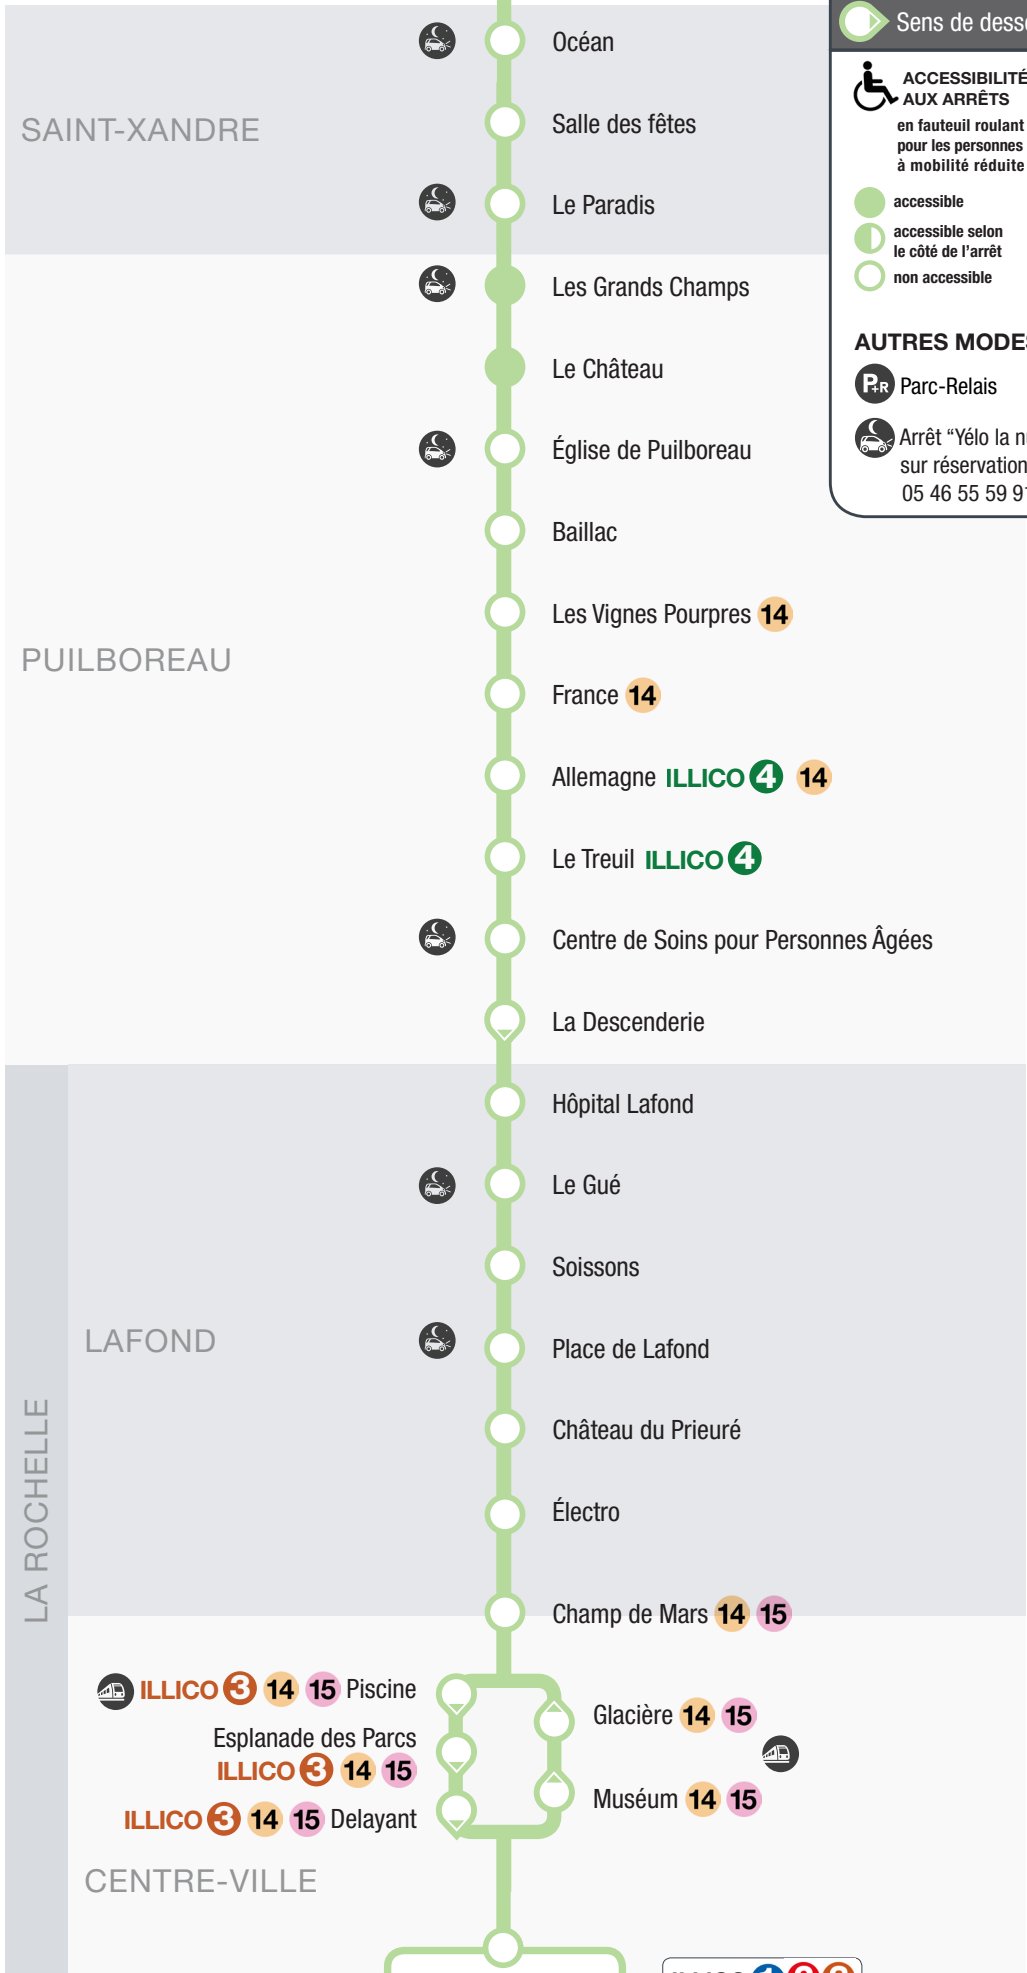 Océan
SAINT-XANDRE
Salle des fêtes
Le Paradis
Sens de
ACCESSIBILITÉ
AUX ARRÊTS
en fauteuil roulant
pour les personnes
à mobilité réduite
accessible
accessible selon
le côté de l'arrêt
non accessible
AUTRES
P+R Parc-Relais
Arrêt “Yélo la
sur réservation
05 46 55 59
Les Grands Champs
Le Château
Église de Puilboreau
Baillac
Les Vignes Pourpres 14
PUILBOREAU
France 14
Allemagne ILLICO 4 14
Le Treuil ILLICO 4
Centre de Soins pour Personnes Âgées
La Descenderie
LA ROCHELLE
Hôpital Lafond
Le Gué
Soissons
LAFOND
Place de Lafond
Château du Prieuré
Électro
Champ de Mars 14 15
ILLICO 3 14 15 Piscine
Esplanade des Parcs
ILLICO 3 14 15
ILLICO 3 14 15 Delayant
Glacière 14 15
Muséum 14 15
CENTRE-VILLE